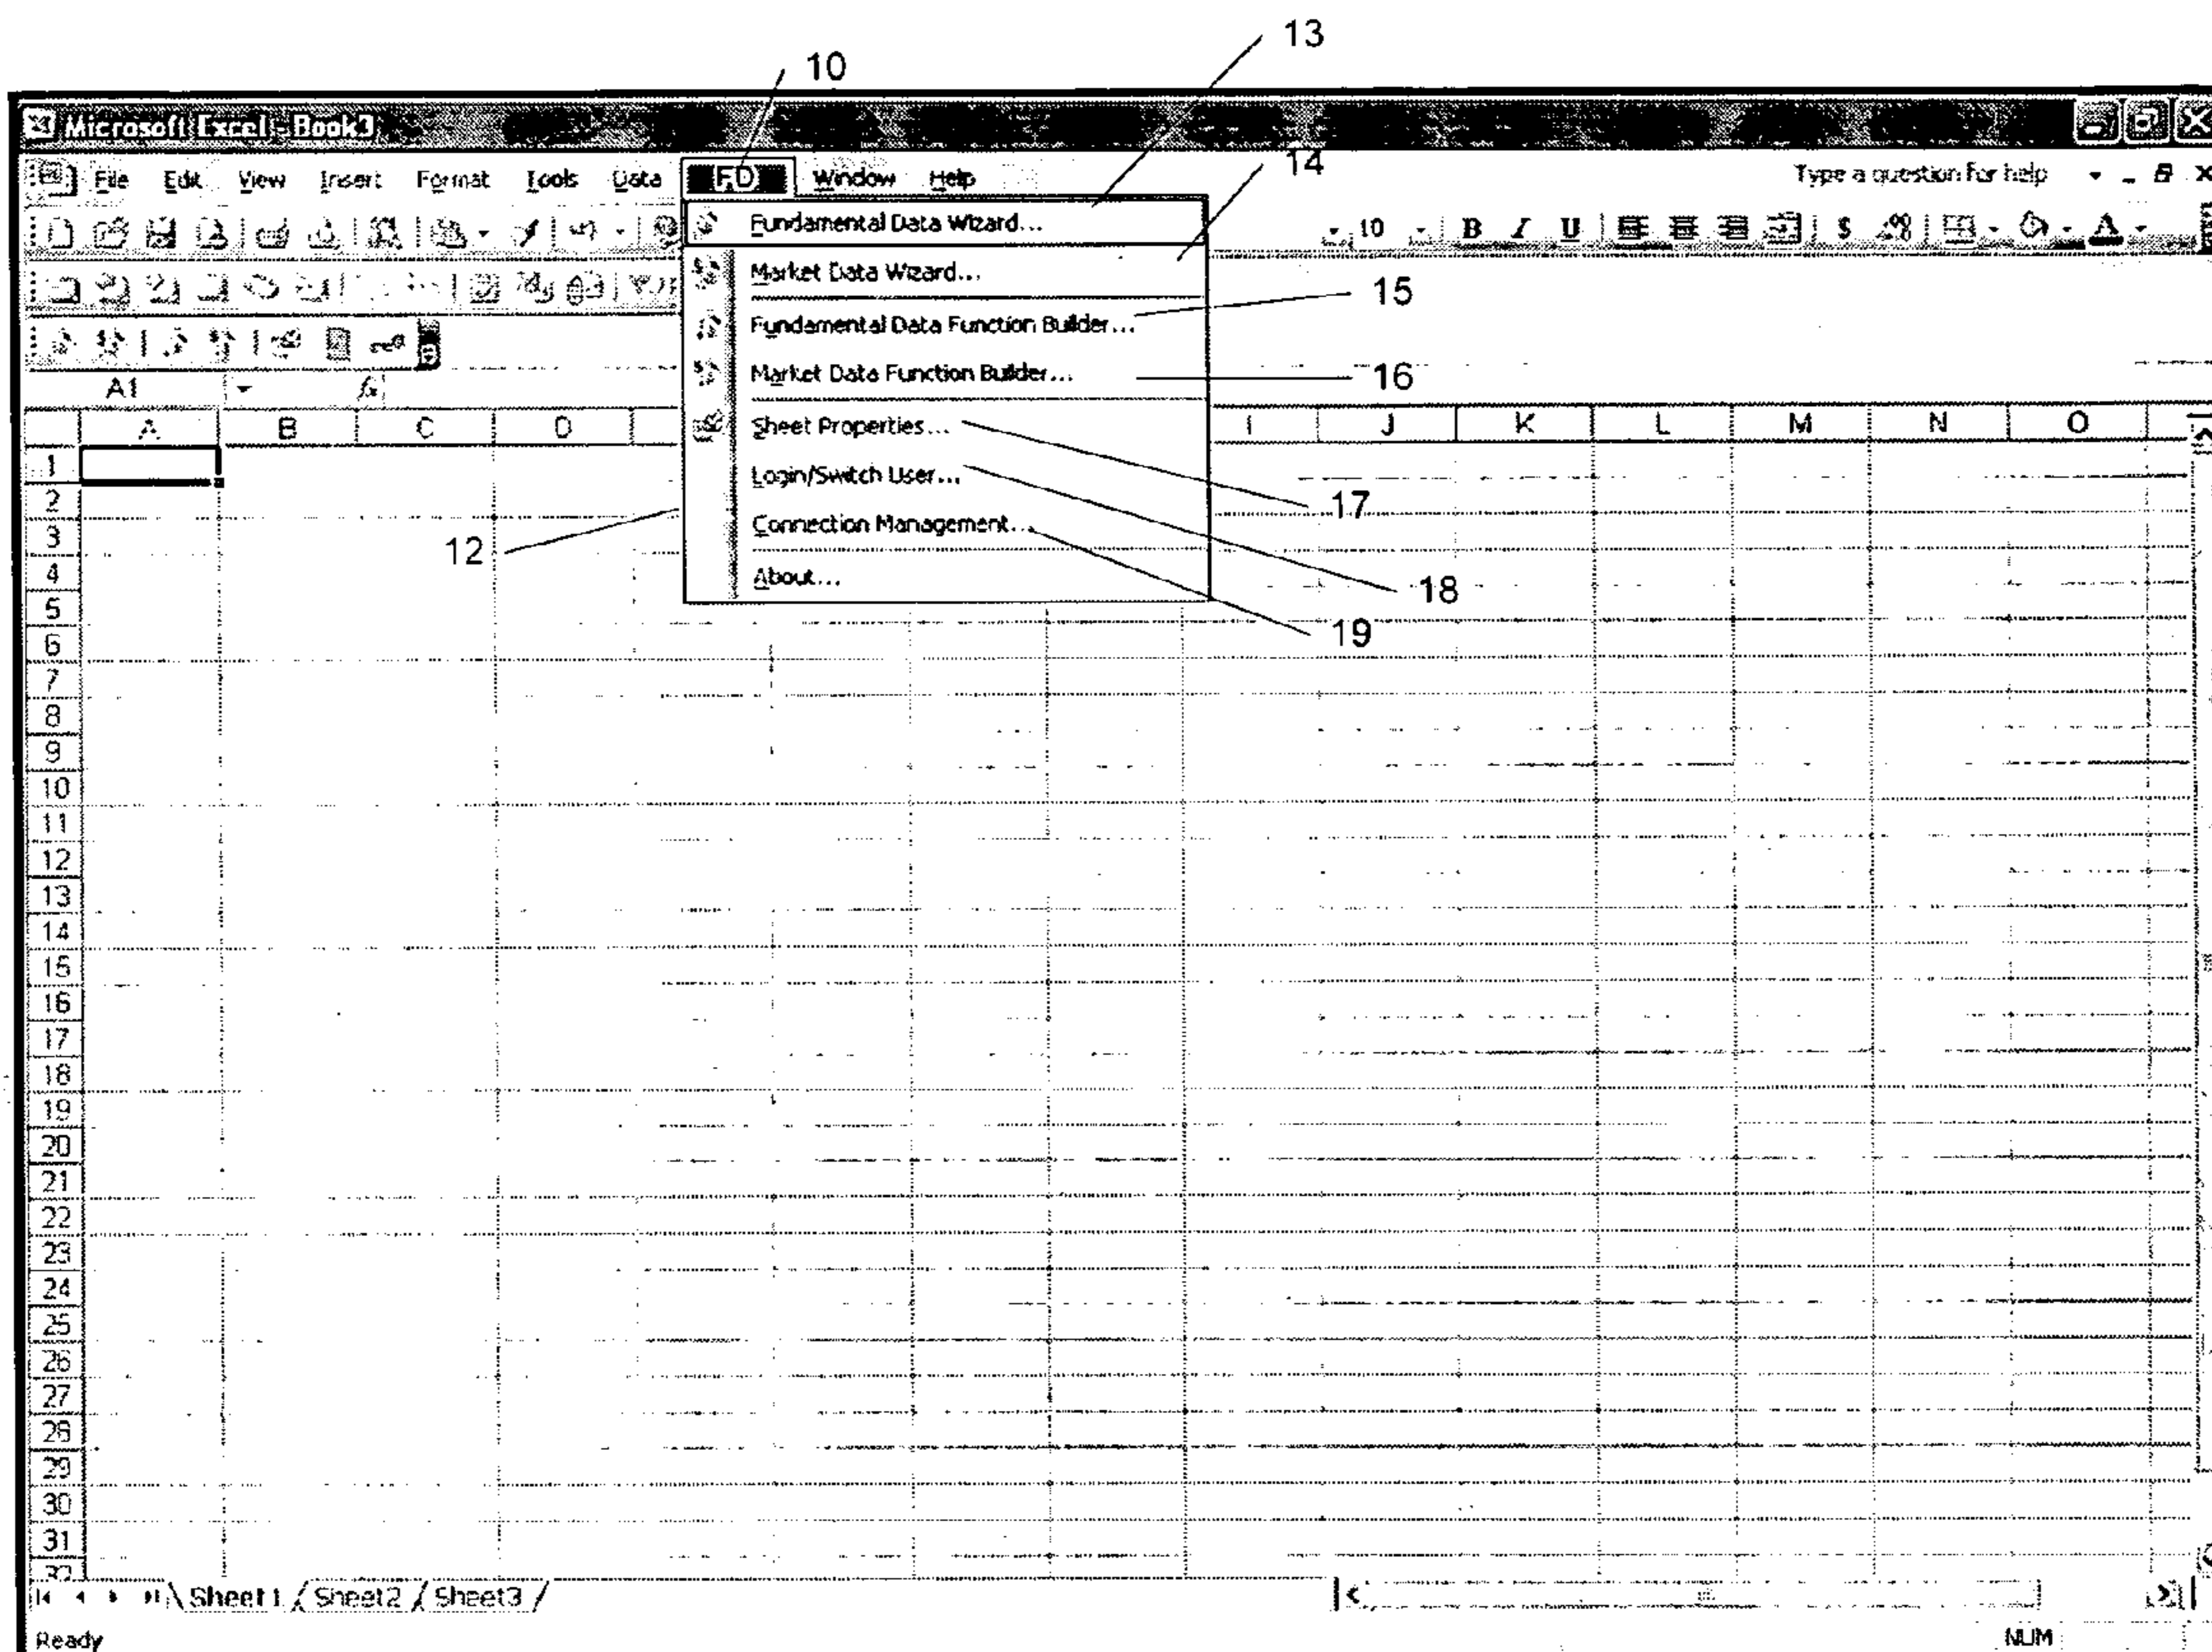 13
10
Microsoft Excel - Book3
14
File Edit View Insert Format Tools Data F.D Window Help Type a question for help
Fundamental Data Wizard... 10 B I U $
Market Data Wizard...
15
Fundamental Data Function Builder...
Market Data Function Builder... 16
A1 fx
A B C D I J K L M N O
Sheet Properties...
Login/Switch User...
17
Connection Management...
12
About...
18
19
1
2
3
4
5
6
7
8
9
10
11
12
13
14
15
16
17
18
19
20
21
22
23
24
25
26
27
28
29
30
31
32
Sheet1 Sheet2 Sheet3
Ready NUM